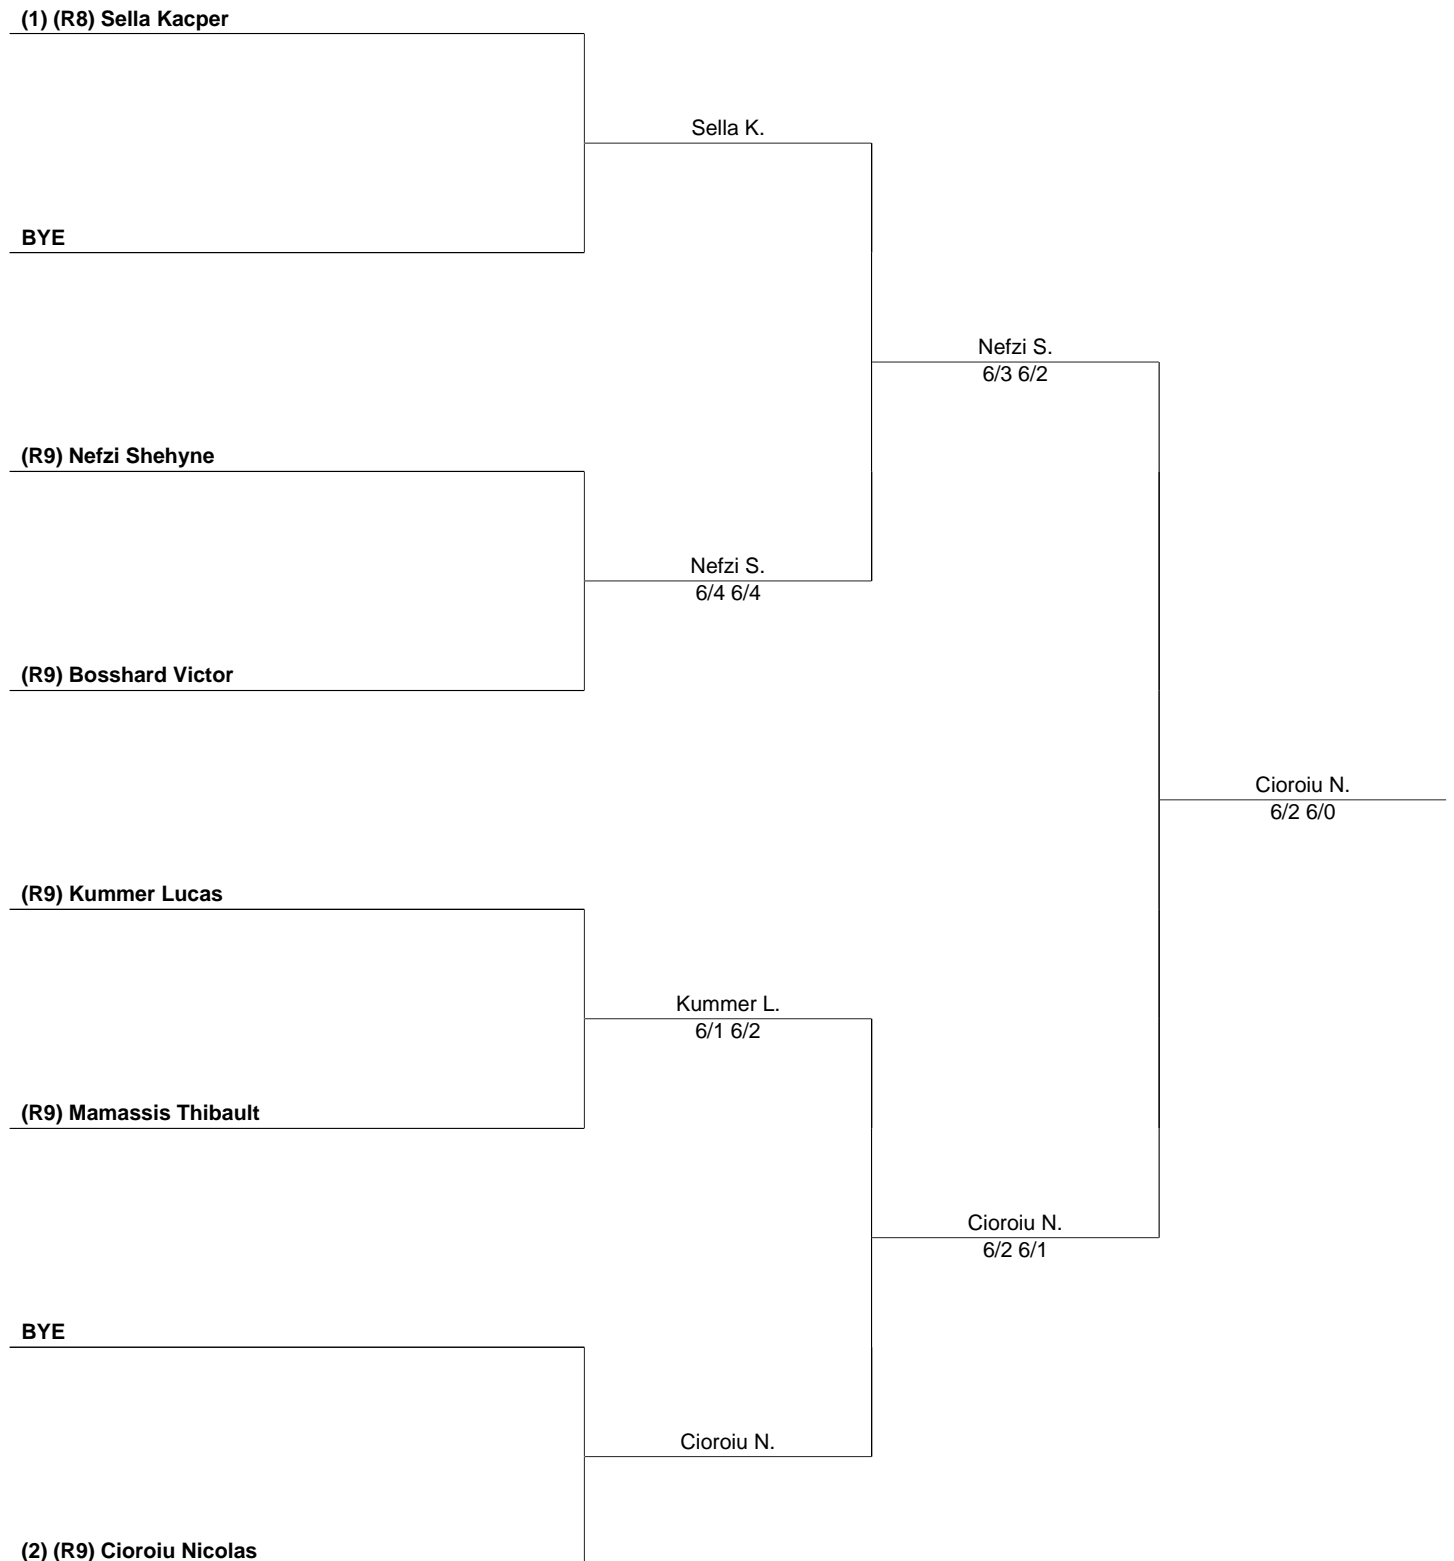 (1) (R8) Sella Kacper
Sella K.
BYE
Nefzi S.
6/3 6/2
(R9) Nefzi Shehyne
Nefzi S.
6/4 6/4
(R9) Bosshard Victor
Cioroiu N.
6/2 6/0
(R9) Kummer Lucas
Kummer L.
6/1 6/2
(R9) Mamassis Thibault
Cioroiu N.
6/2 6/1
BYE
Cioroiu N.
(2) (R9) Cioroiu Nicolas